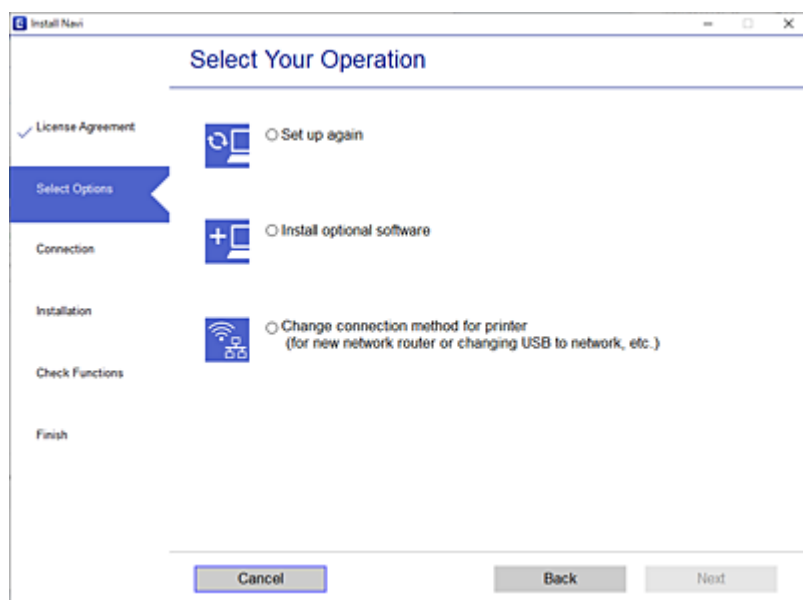 Install Navi
Select Your Operation
License Agreement
Select Options
Connection
Installation
Check Functions
Finish
Set up again
Install optional software
Change connection method for printer
(for new network router or changing USB to network, etc.)
Cancel
Back
Next